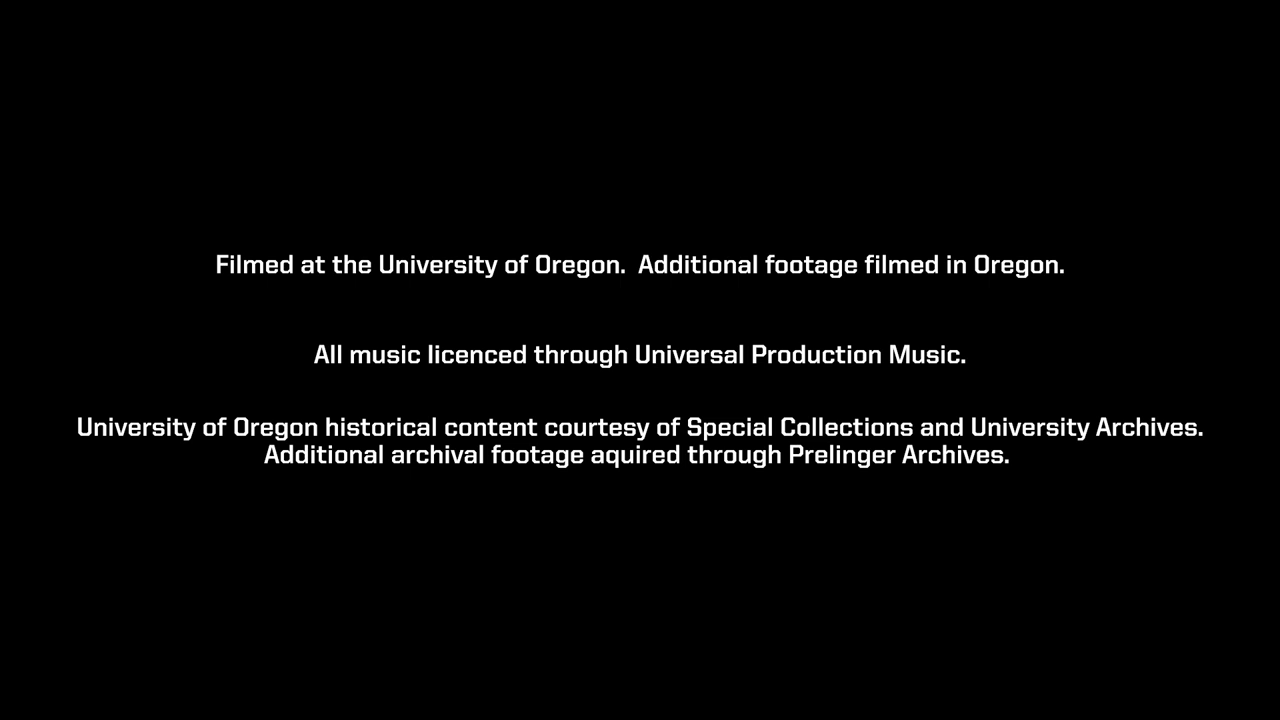 Filmed at the University of Oregon.  Additional footage filmed in Oregon.
All music licenced through Universal Production Music.
University of Oregon historical content courtesy of Special Collections and University Archives.
Additional archival footage aquired through Prelinger Archives.